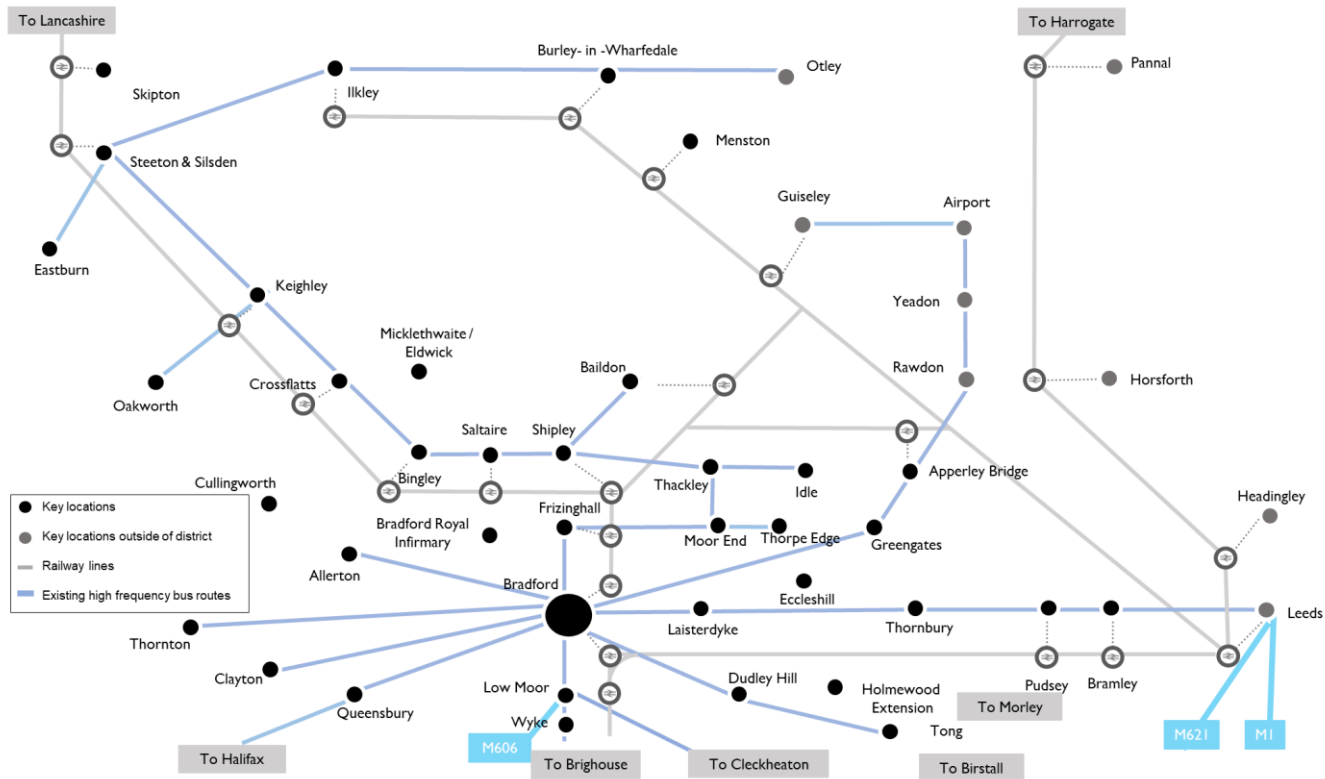 To Lancashire
To Harrogate
Burley- in -Wharfedale
Otley
Pannal
Skipton
Ilkley
Menston
Steeton & Silsden
Guiseley
Airport
Eastburn
Keighley
Yeadon
Micklethwaite /
Eldwick
Baildon
Rawdon
Crossflatts
Horsforth
Oakworth
Saltaire
Shipley
Bingley
Apperley Bridge
Thackley
Idle
Cullingworth
Headingley
Key locations
Key locations outside of district
Railway lines
Existing high frequency bus routes
Frizinghall
Bradford Royal
Infirmary
Moor End
Thorpe Edge
Greengates
Allerton
Bradford
Eccleshill
Leeds
Laisterdyke
Thornbury
Thornton
Clayton
Dudley Hill
Low Moor
Holmewood
Extension
Pudsey
Bramley
Queensbury
To Morley
Wyke
Tong
M606
M621
M1
To Halifax
To Brighouse
To Cleckheaton
To Birstall